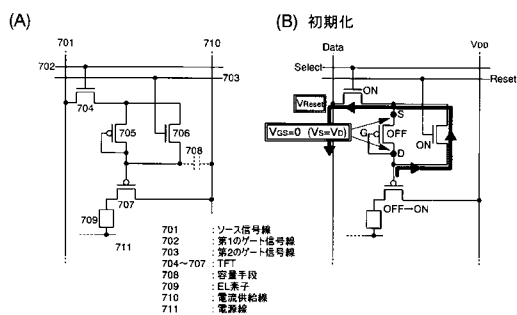 (A)
701
710
702
703
704
705
706
708
707
709
711
701 : ソース信号線
702 : 第1のゲート信号線
703 : 第2のゲート信号線
704～707 : TFT
708 : 容量手段
709 : EL素子
710 : 電流供給線
711 : 電源線
(B) 初期化
Data
VDD
Select
Reset
ON
VReset
S
VGS=0 (VS=VD)
G
OFF
ON
D
OFF→ON